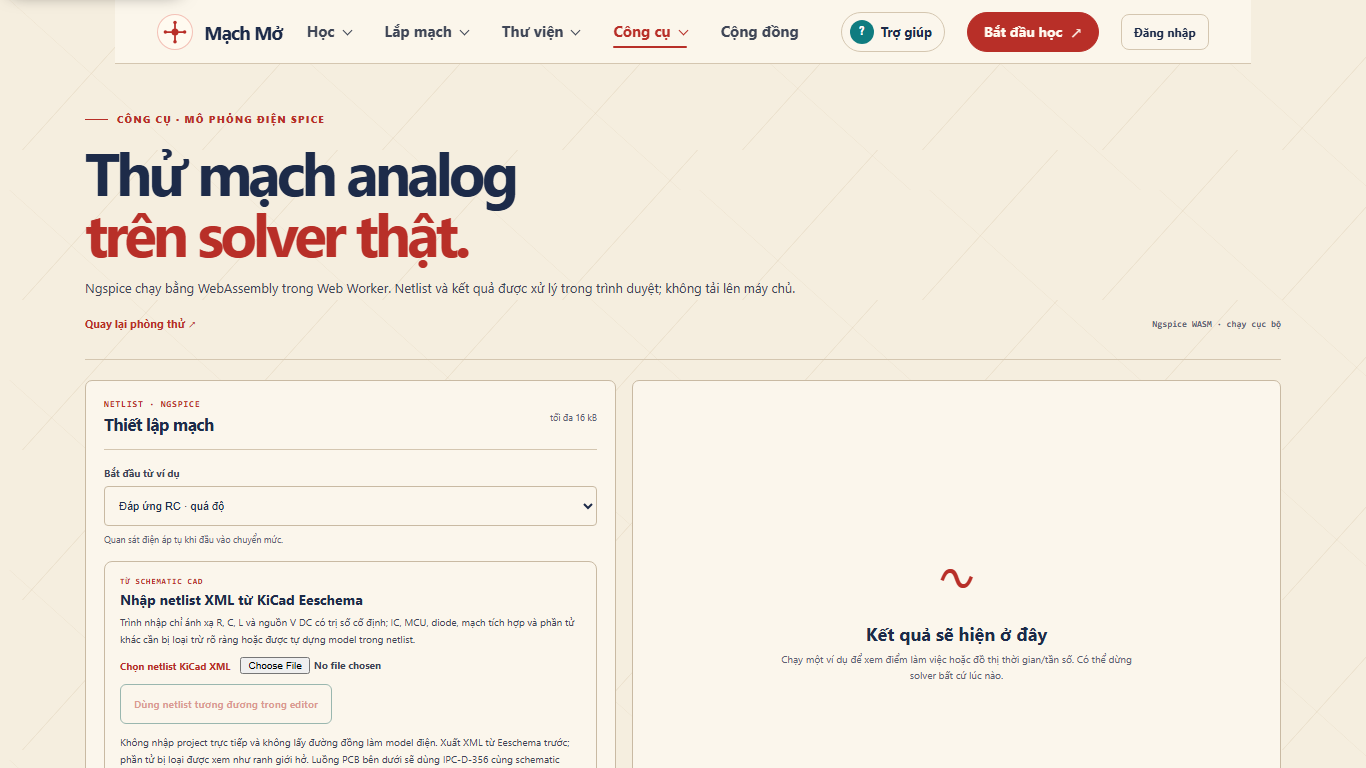 Mạch Mở
Học
Lắp mạch
Thư viện
Công cụ
Cộng đồng
? Trợ giúp
Bắt đầu học ↗
Đăng nhập
CÔNG CỤ · MÔ PHỎNG ĐIỆN SPICE
Thử mạch analog
trên solver thật.
Ngspice chạy bằng WebAssembly trong Web Worker. Netlist và kết quả được xử lý trong trình duyệt; không tải lên máy chủ.
Quay lại phòng thử ↗
Ngspice WASM · chạy cục bộ
NETLIST · NGSPICE
Thiết lập mạch
tối đa 16 kB
Bắt đầu từ ví dụ
Đáp ứng RC · quá độ
Quan sát điện áp tụ khi đầu vào chuyển mức.
TỪ SCHEMATIC CAD
Nhập netlist XML từ KiCad Eeschema
Trình nhập chỉ ánh xạ R, C, L và nguồn V DC có trị số cố định; IC, MCU, diode, mạch tích hợp và phần tử
khác cần bị loại trừ rõ ràng hoặc được tự dựng model trong netlist.
Chọn netlist KiCad XML
Choose File No file chosen
Dùng netlist tương đương trong editor
Không nhập project trực tiếp và không lấy đường đồng làm model điện. Xuất XML từ Eeschema trước;
phần tử bị loại được xem như ranh giới hở. Luồng PCB bên dưới sẽ dùng IPC-D-356 cùng schematic
Kết quả sẽ hiện ở đây
Chạy một ví dụ để xem điểm làm việc hoặc đồ thị thời gian/tần số. Có thể dừng
solver bất cứ lúc nào.